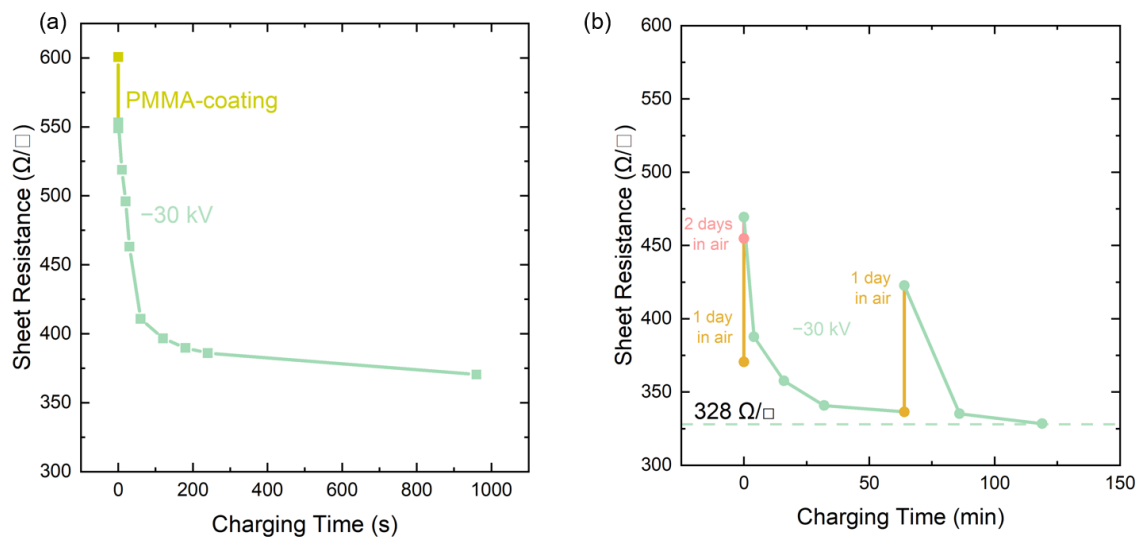 (a)
600
550
500
450
400
350
300
Sheet Resistance (Ω/□)
PMMA-coating
−30 kV
0
200
400
600
800
1000
Charging Time (s)
(b)
600
550
500
450
400
350
300
Sheet Resistance (Ω/□)
2 days
in air
1 day
in air
1 day
in air
−30 kV
328 Ω/□
0
50
100
150
Charging Time (min)